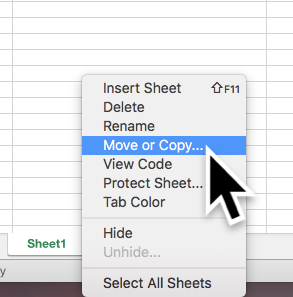 Insert Sheet ⇧F11
Delete
Rename
Move or Copy...
View Code
Protect Sheet...
Tab Color
Hide
Unhide...
Select All Sheets
Sheet1